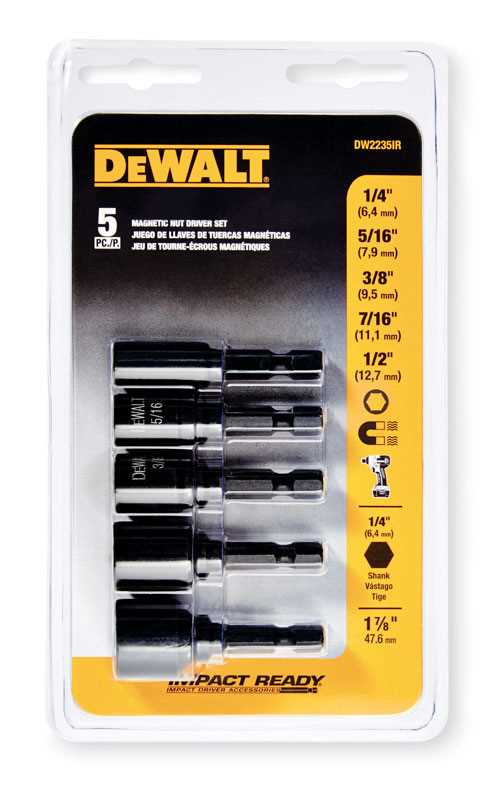 DEWALT®
DW2235IR
5
PC./P.
MAGNETIC NUT DRIVER SET
JUEGO DE LLAVES DE TUERCAS MAGNÉTICAS
JEU DE TOURNE-ÉCROUS MAGNÉTIQUES
1/4"
(6,4 mm)
5/16"
(7,9 mm)
3/8"
(9,5 mm)
7/16"
(11,1 mm)
1/2"
(12,7 mm)
DEWALT
5/16
DEWALT
3/8
1/4"
(6,4 mm)
Shank
Vástago
Tige
1 7/8"
47.6 mm
IMPACT READY®
IMPACT DRIVER ACCESSORIES